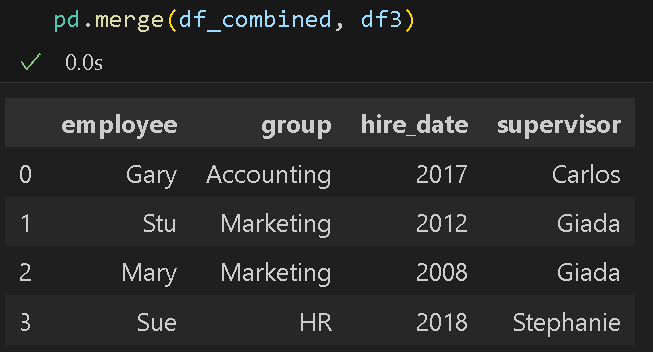 pd.merge(df_combined, df3)
0.0s
employee group hire_date supervisor
0 Gary Accounting 2017 Carlos
1 Stu Marketing 2012 Giada
2 Mary Marketing 2008 Giada
3 Sue HR 2018 Stephanie